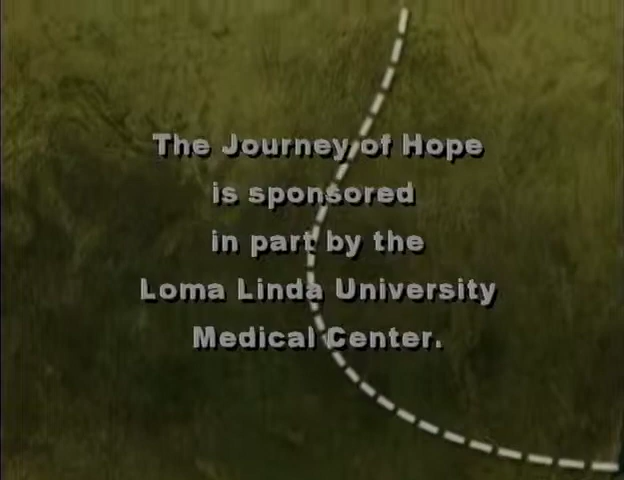 The Journey of Hope
is sponsored
in part by the
Loma Linda University
Medical Center.